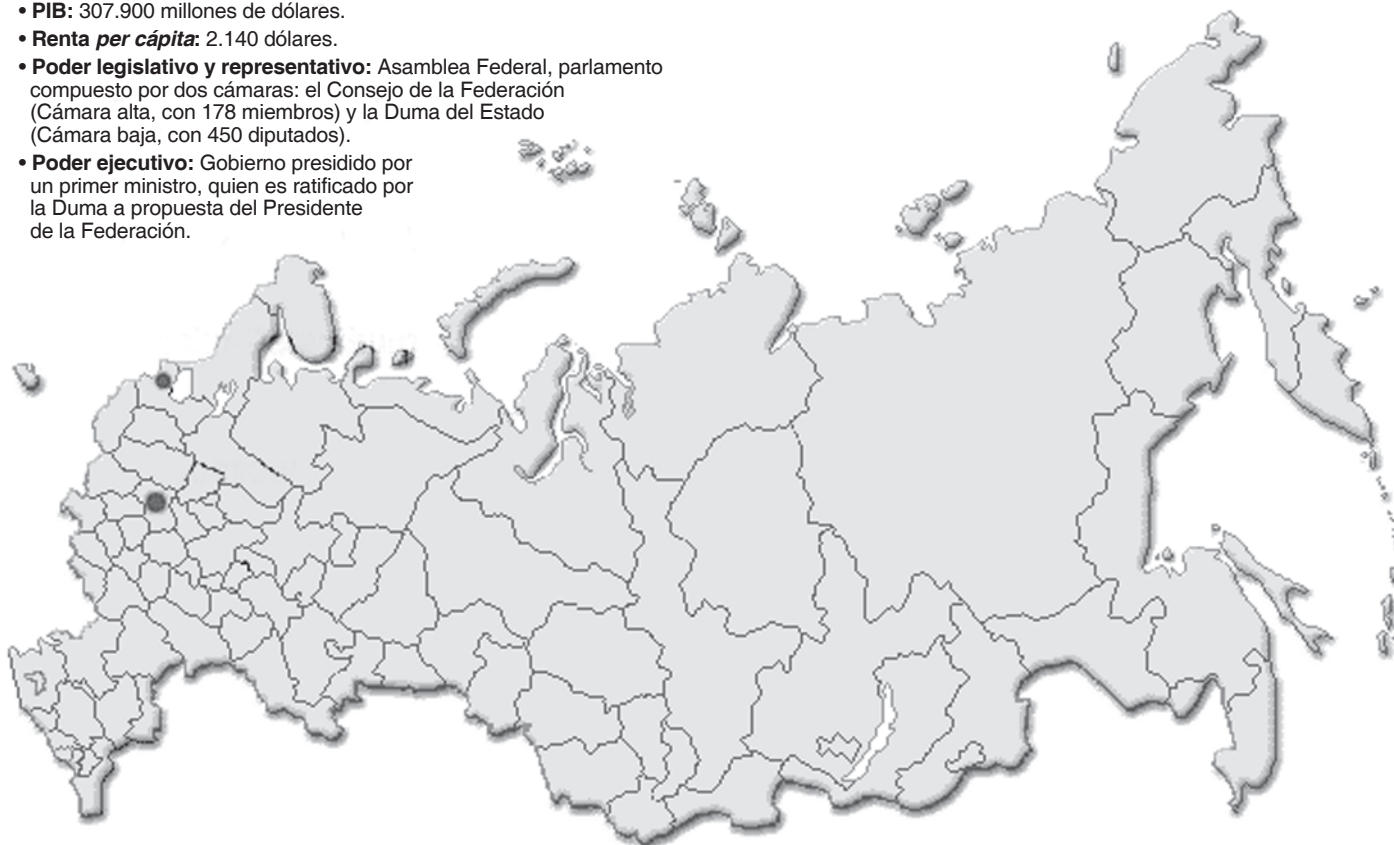 • PIB: 307.900 millones de dólares.
• Renta per cápita: 2.140 dólares.
• Poder legislativo y representativo: Asamblea Federal, parlamento
compuesto por dos cámaras: el Consejo de la Federación
(Cámara alta, con 178 miembros) y la Duma del Estado
(Cámara baja, con 450 diputados).
• Poder ejecutivo: Gobierno presidido por
un primer ministro, quien es ratificado por
la Duma a propuesta del Presidente
de la Federación.